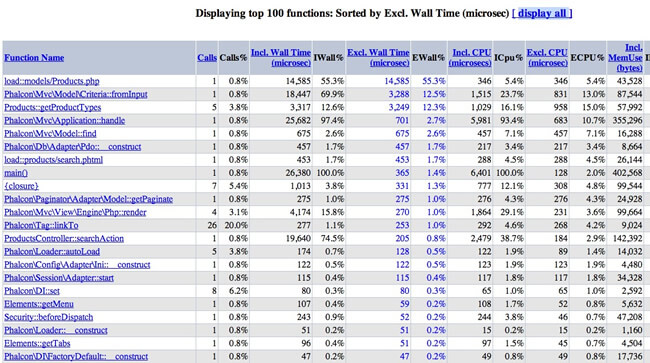 Displaying top 100 functions: Sorted by Excl. Wall Time (microsec) [ display all ]
Function Name Calls Calls% Incl. Wall Time (microsec) IWall% Excl. Wall Time (microsec) EWall% Incl. CPU (microsecs) ICpu% Excl. CPU (microsec) ECPU% Incl. MemUse (bytes)
load::models/Products.php 1 0.8% 14,585 55.3% 14,585 55.3% 346 5.4% 346 5.4% 43,528
Phalcon\Mvc\Model\Criteria::fromInput 1 0.8% 18,447 69.9% 3,288 12.5% 1,515 23.7% 831 13.0% 87,544
Products::getProductTypes 5 3.8% 3,317 12.6% 3,249 12.3% 1,029 16.1% 958 15.0% 57,992
Phalcon\Mvc\Application::handle 1 0.8% 25,682 97.4% 701 2.7% 5,981 93.4% 683 10.7% 355,296
Phalcon\Mvc\Model::find 1 0.8% 675 2.6% 675 2.6% 457 7.1% 457 7.1% 16,288
Phalcon\Db\Adapter\Pdo::__construct 1 0.8% 457 1.7% 457 1.7% 217 3.4% 217 3.4% 8,664
load::products/search.phtml 1 0.8% 453 1.7% 453 1.7% 288 4.5% 288 4.5% 26,144
main() 1 0.8% 26,380 100.0% 365 1.4% 6,401 100.0% 128 2.0% 402,568
{closure} 7 5.4% 1,013 3.8% 331 1.3% 777 12.1% 308 4.8% 99,544
Phalcon\Paginator\Adapter\Model::getPaginate 1 0.8% 275 1.0% 275 1.0% 276 4.3% 276 4.3% 24,928
Phalcon\Mvc\View\Engine\Php::render 4 3.1% 4,174 15.8% 270 1.0% 1,864 29.1% 231 3.6% 99,664
Phalcon\Tag::linkTo 26 20.0% 277 1.1% 253 1.0% 292 4.6% 268 4.2% 9,024
ProductsController::searchAction 1 0.8% 19,640 74.5% 205 0.8% 2,479 38.7% 184 2.9% 142,392
Phalcon\Loader::autoLoad 5 3.8% 174 0.7% 128 0.5% 122 1.9% 89 1.4% 14,032
Phalcon\Config\Adapter\Ini::__construct 1 0.8% 122 0.5% 122 0.5% 123 1.9% 123 1.9% 4,480
Phalcon\Session\Adapter::start 1 0.8% 115 0.4% 115 0.4% 117 1.8% 117 1.8% 34,328
Phalcon\DI::set 8 6.2% 80 0.3% 80 0.3% 65 1.0% 65 1.0% 2,592
Elements::getMenu 1 0.8% 107 0.4% 59 0.2% 108 1.7% 52 0.8% 5,632
Security::beforeDispatch 1 0.8% 243 0.9% 52 0.2% 244 3.8% 46 0.7% 47,208
Phalcon\Loader::__construct 1 0.8% 51 0.2% 51 0.2% 15 0.2% 15 0.2% 1,160
Elements::getTabs 1 0.8% 96 0.4% 51 0.2% 97 1.5% 45 0.7% 4,504
Phalcon\DI\FactoryDefault::__construct 1 0.8% 47 0.2% 47 0.2% 49 0.8% 49 0.8% 17,736